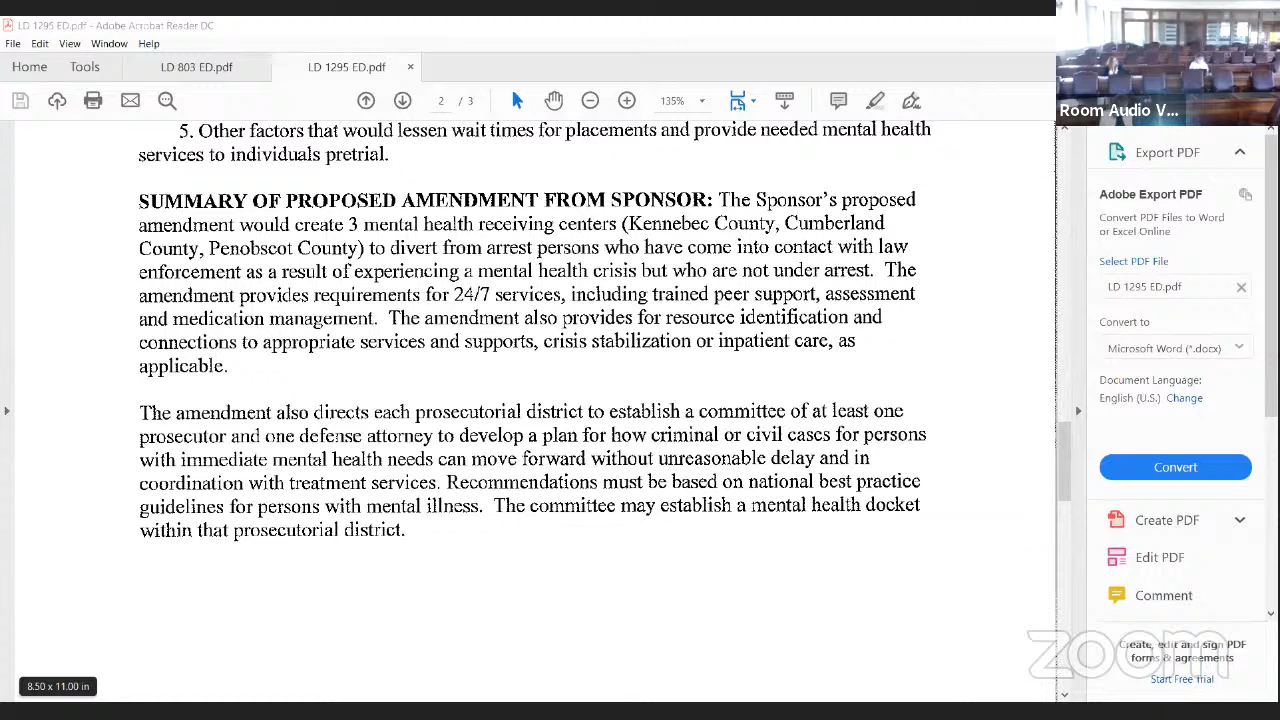 LD 1295 ED.pdf - Adobe Acrobat Reader DC
File Edit View Window Help
Home Tools LD 803 ED.pdf LD 1295 ED.pdf ×
2 / 3 135%
Room Audio V...
5. Other factors that would lessen wait times for placements and provide needed mental health
services to individuals pretrial.
SUMMARY OF PROPOSED AMENDMENT FROM SPONSOR: The Sponsor's proposed
amendment would create 3 mental health receiving centers (Kennebec County, Cumberland
County, Penobscot County) to divert from arrest persons who have come into contact with law
enforcement as a result of experiencing a mental health crisis but who are not under arrest. The
amendment provides requirements for 24/7 services, including trained peer support, assessment
and medication management. The amendment also provides for resource identification and
connections to appropriate services and supports, crisis stabilization or inpatient care, as
applicable.
The amendment also directs each prosecutorial district to establish a committee of at least one
prosecutor and one defense attorney to develop a plan for how criminal or civil cases for persons
with immediate mental health needs can move forward without unreasonable delay and in
coordination with treatment services. Recommendations must be based on national best practice
guidelines for persons with mental illness. The committee may establish a mental health docket
within that prosecutorial district.
8.50 x 11.00 in
Export PDF
Adobe Export PDF
Convert PDF Files to Word
or Excel Online
Select PDF File
LD 1295 ED.pdf ×
Convert to
Microsoft Word (*.docx)
Document Language:
English (U.S.) Change
Convert
Create PDF
Edit PDF
Comment
Create, edit and sign PDF
forms & agreements
Start Free Trial
zoom